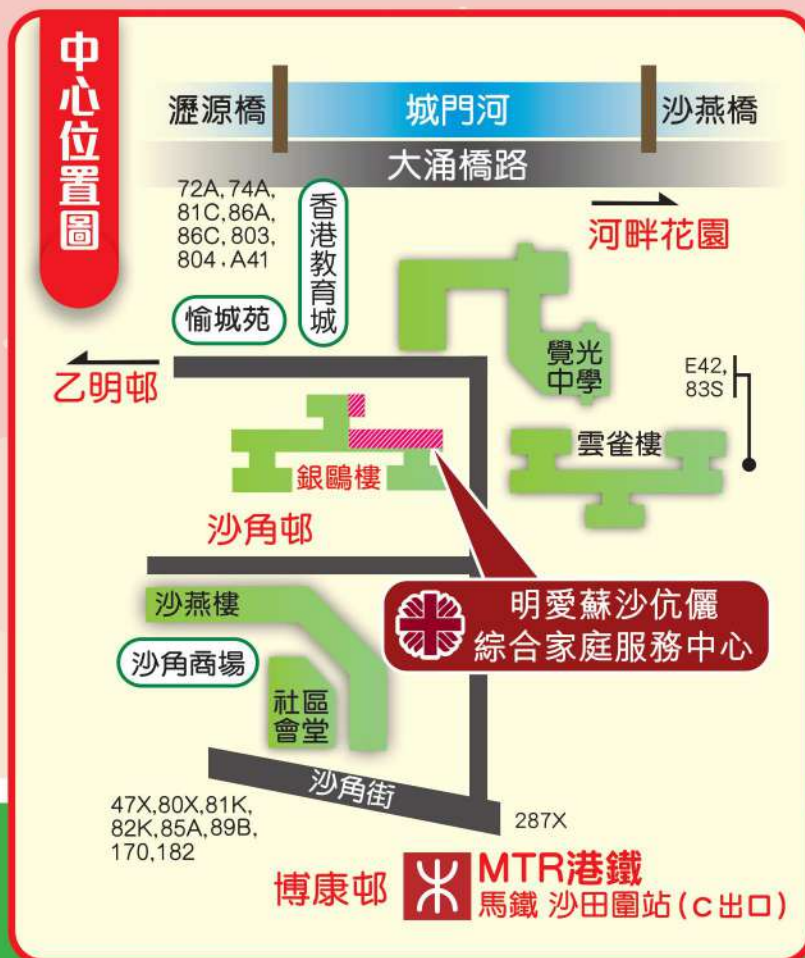 中心位置圖
瀝源橋
城門河
沙燕橋
大涌橋路
72A, 74A,
81C, 86A,
86C, 803,
804 , A41
香港教育城
河畔花園
愉城苑
乙明邨
覺光
中學
E42,
83S
雲雀樓
銀鷗樓
沙角邨
明愛蘇沙伉儷
綜合家庭服務中心
沙燕樓
沙角商場
社區
會堂
沙角街
47X,80X,81K,
82K,85A,89B,
170,182
287X
博康邨
MTR港鐵
馬鐵 沙田圍站(c出口)